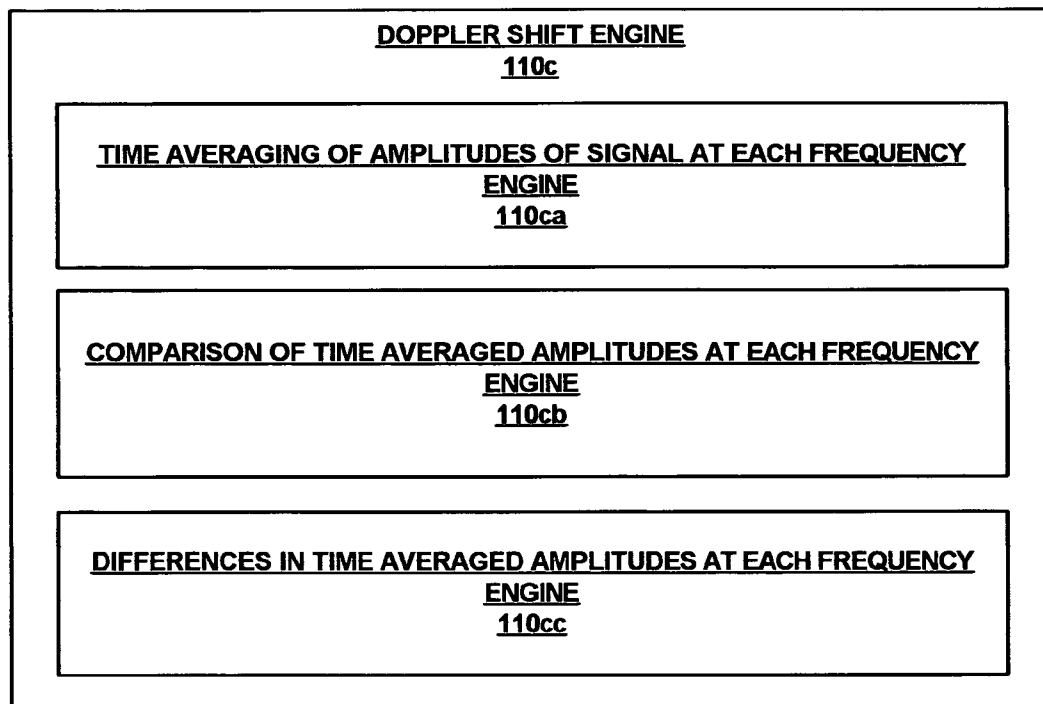 DOPPLER SHIFT ENGINE
110c
TIME AVERAGING OF AMPLITUDES OF SIGNAL AT EACH FREQUENCY
ENGINE
110ca
COMPARISON OF TIME AVERAGED AMPLITUDES AT EACH FREQUENCY
ENGINE
110cb
DIFFERENCES IN TIME AVERAGED AMPLITUDES AT EACH FREQUENCY
ENGINE
110cc